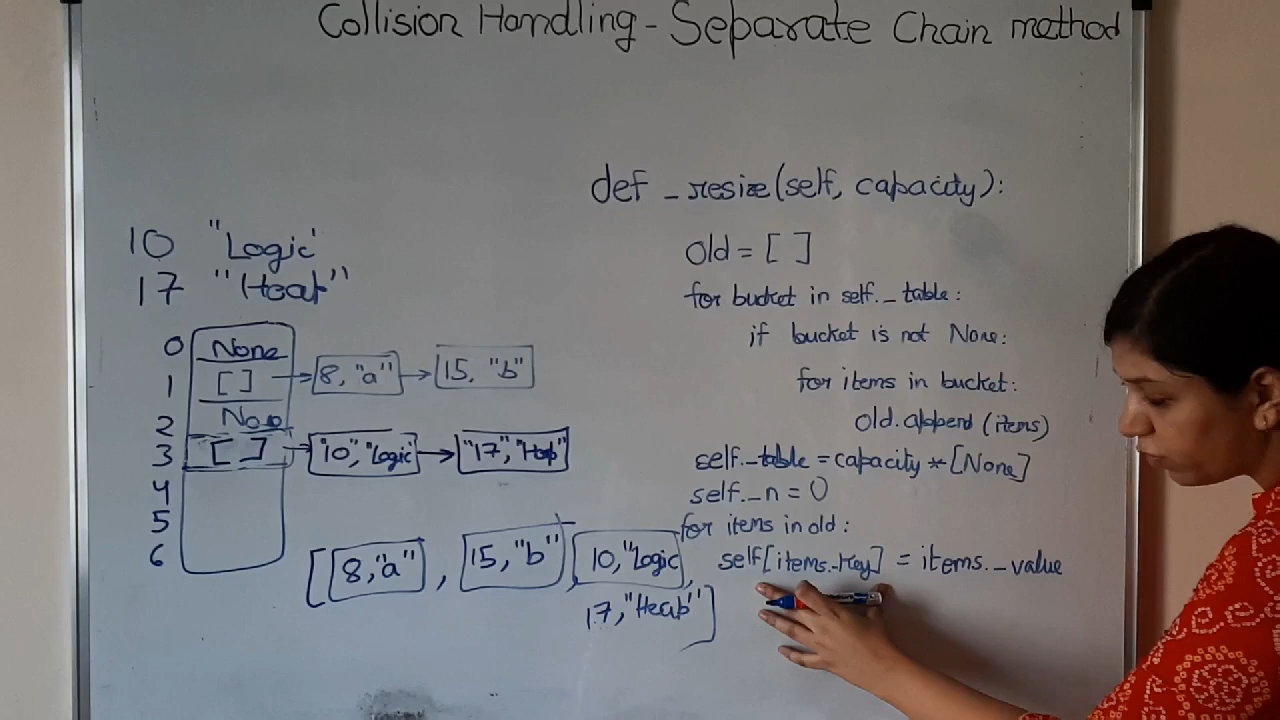 Collision Handling - Separate Chain method
def _resize(self, capacity):
old = [ ]
for bucket in self._table:
if bucket is not None:
for items in bucket:
old.append(items)
self._table = capacity * [None]
self._n = 0
for items in old:
self[items._key] = items._value
10 "Logic'
17 "Heap"
0 None
1 [ ] 8, "a" 15, "b"
2 None
3 [ ] "10", "Logic 17", "Heap"
4
5
6
[8,"a", 15,"b", 10,"Logic,
17,"Heap"]